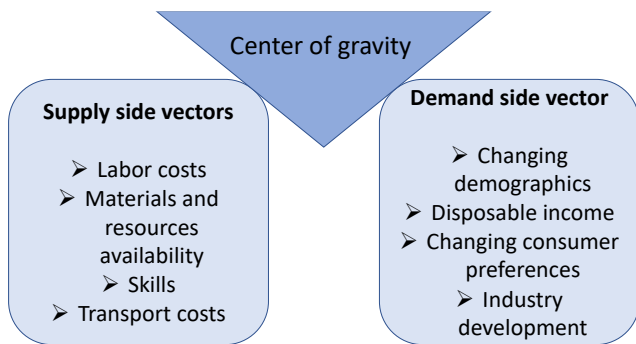 Center of gravity
Supply side vectors
➢ Labor costs
➢ Materials and
resources
availability
➢ Skills
➢ Transport costs
Demand side vector
➢ Changing
demographics
➢ Disposable income
➢ Changing consumer
preferences
➢ Industry
development